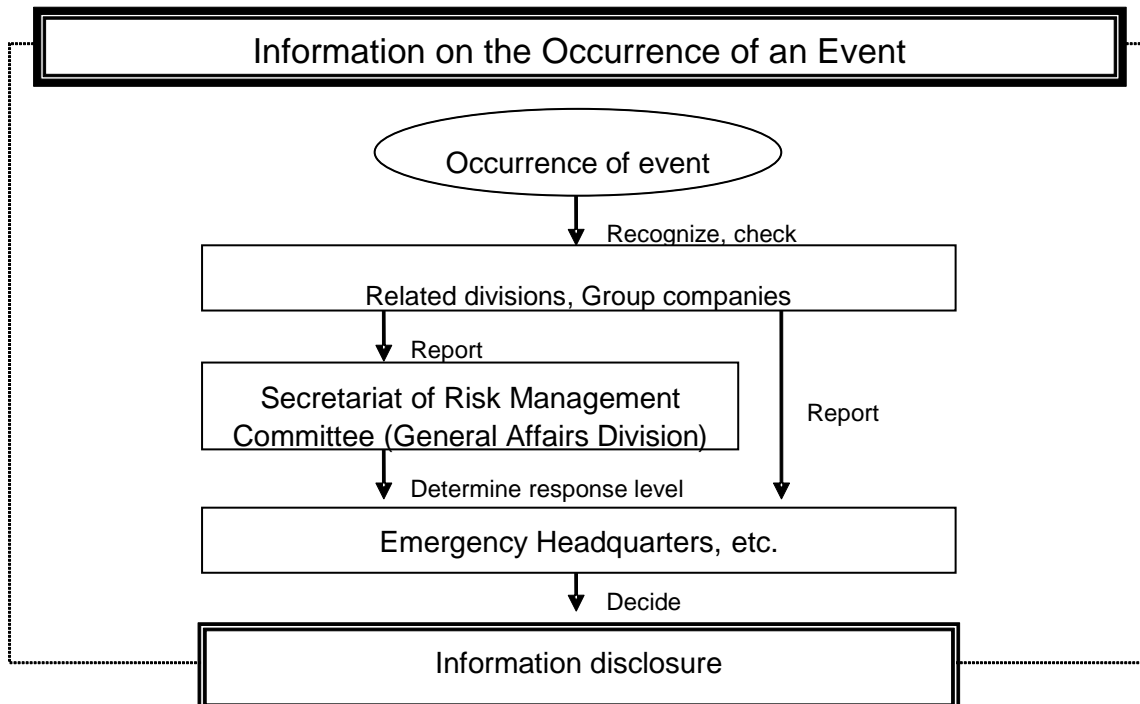 Information on the Occurrence of an Event
Occurrence of event
Recognize, check
Related divisions, Group companies
Report
Secretariat of Risk Management
Committee (General Affairs Division)
Report
Determine response level
Emergency Headquarters, etc.
Decide
Information disclosure